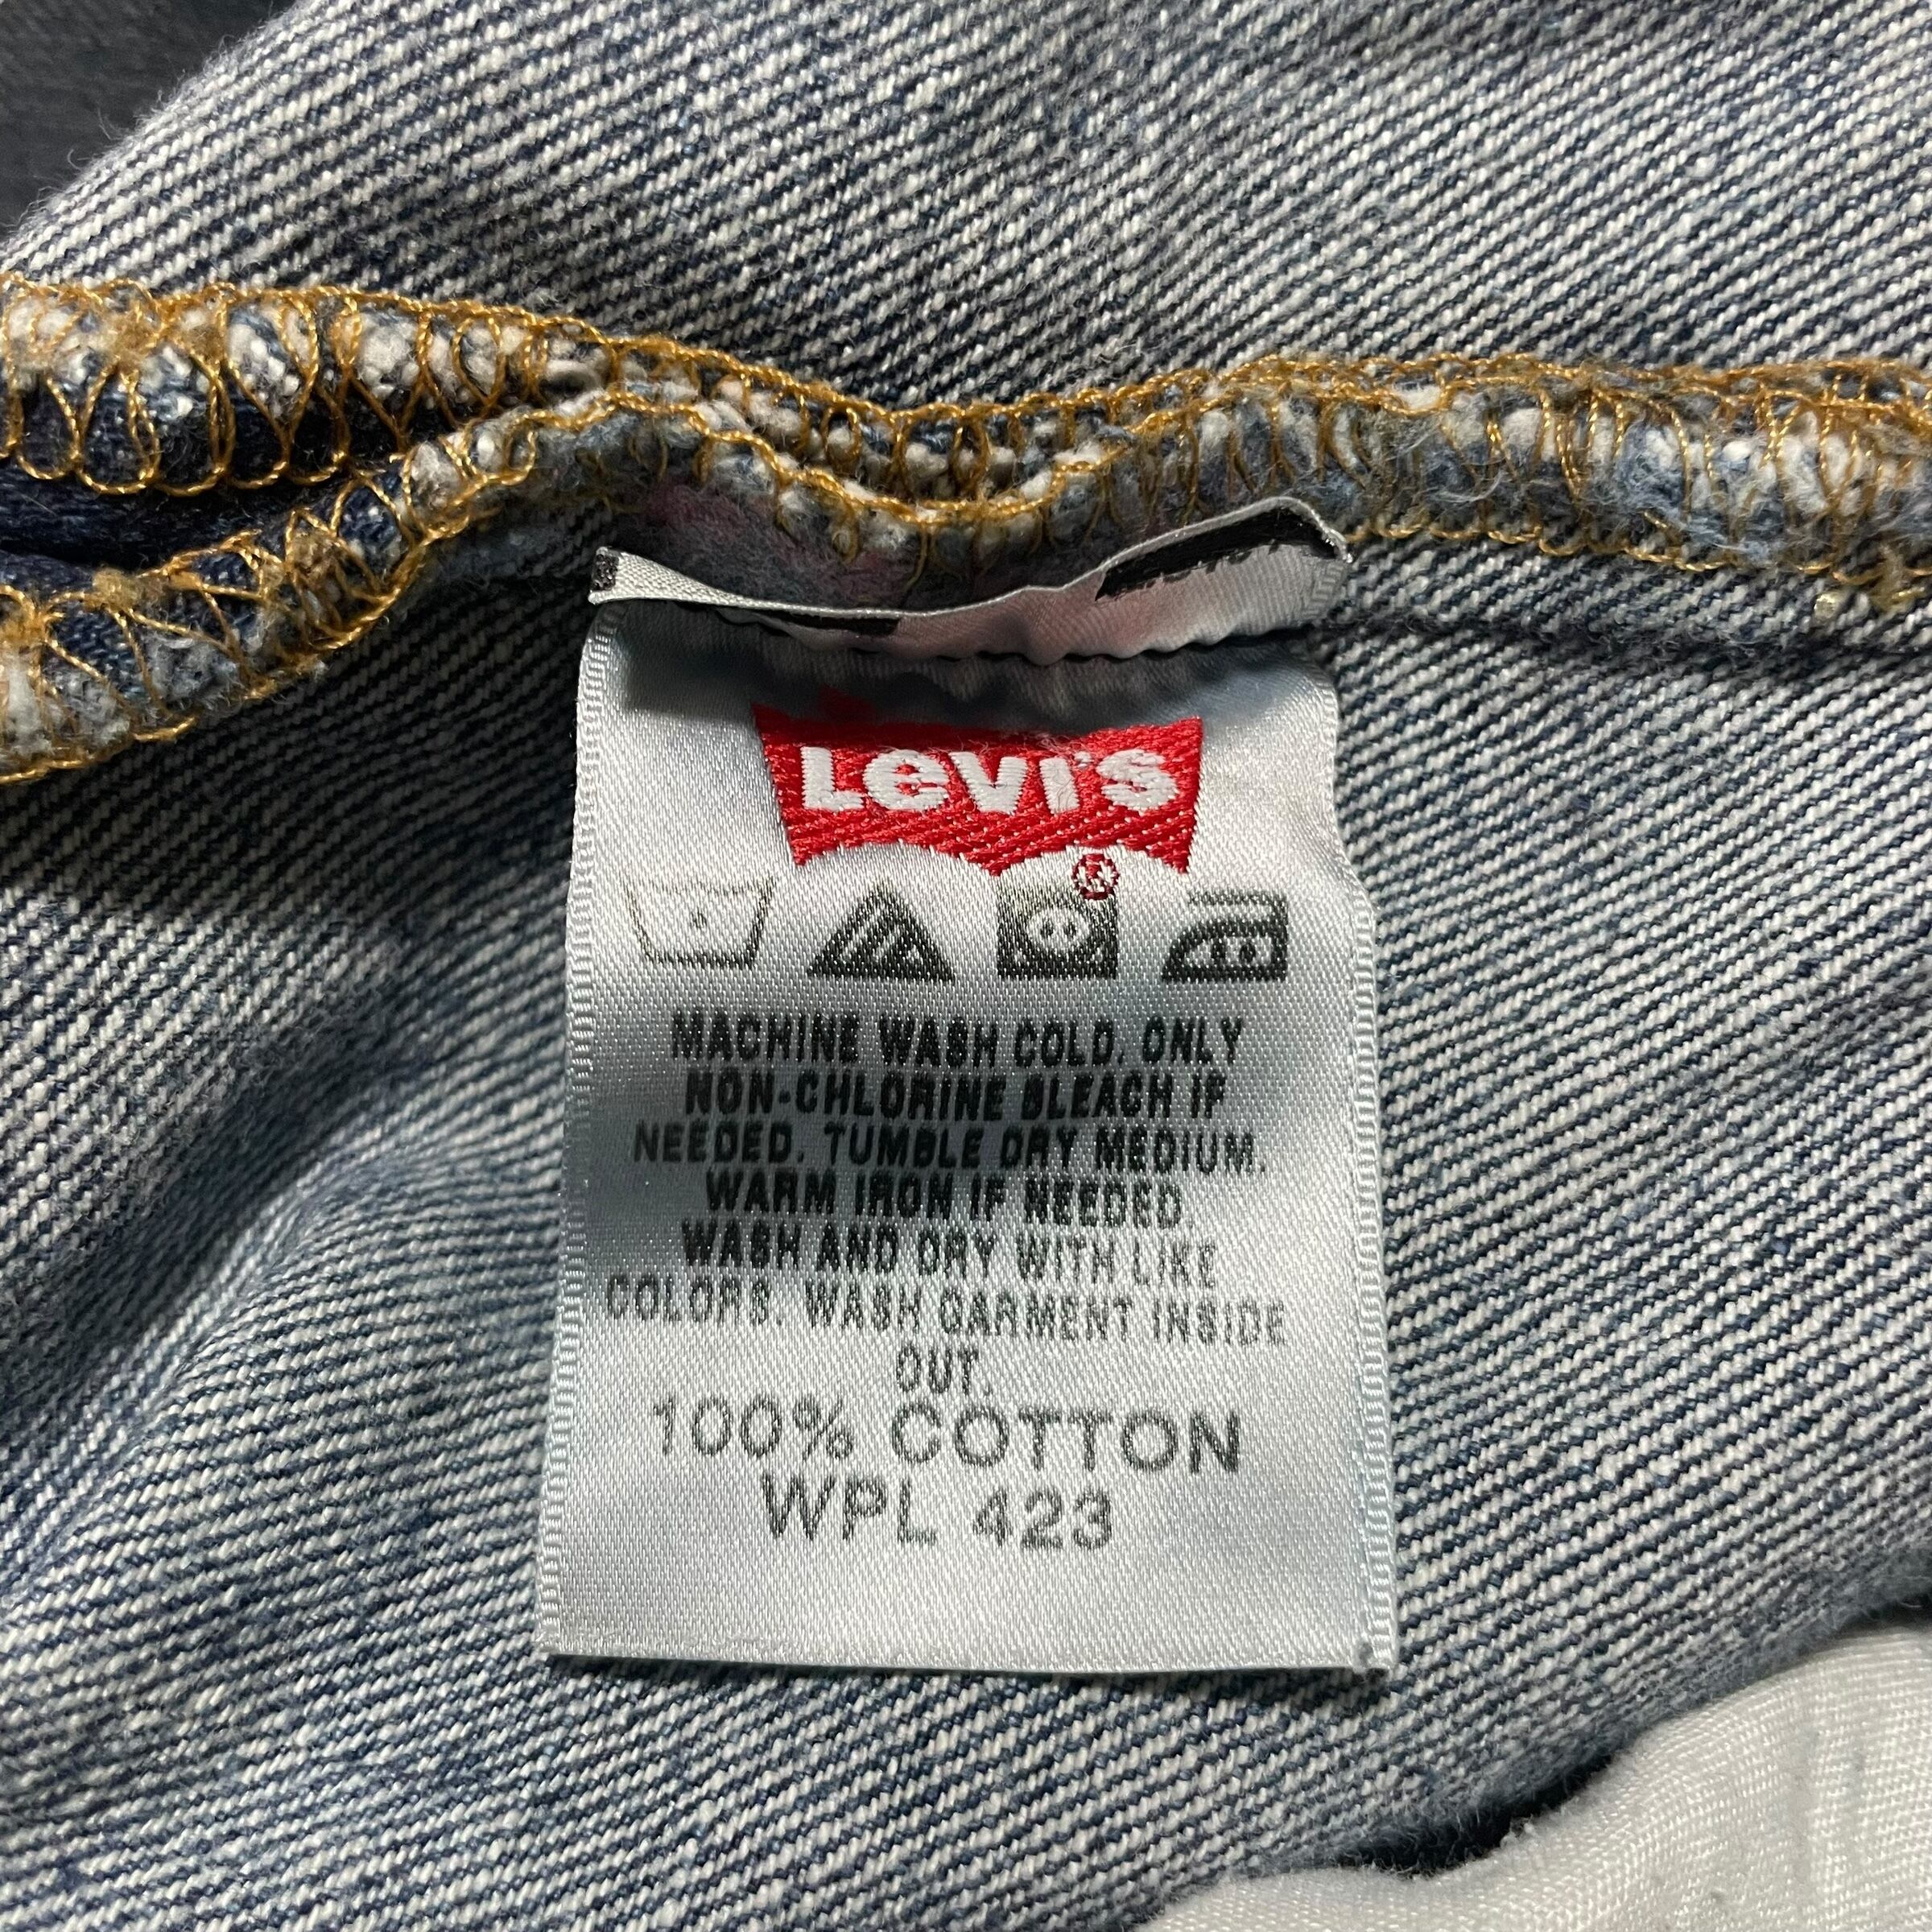 Levi's
®
MACHINE WASH COLD. ONLY
NON-CHLORINE BLEACH IF
NEEDED. TUMBLE DRY MEDIUM.
WARM IRON IF NEEDED.
WASH AND DRY WITH LIKE
COLORS. WASH GARMENT INSIDE
OUT.
100% COTTON
WPL 423